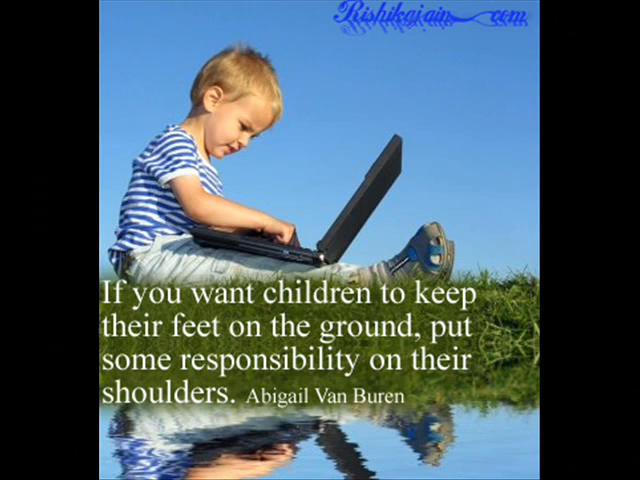 Rishikajain.com
If you want children to keep
their feet on the ground, put
some responsibility on their
shoulders. Abigail Van Buren